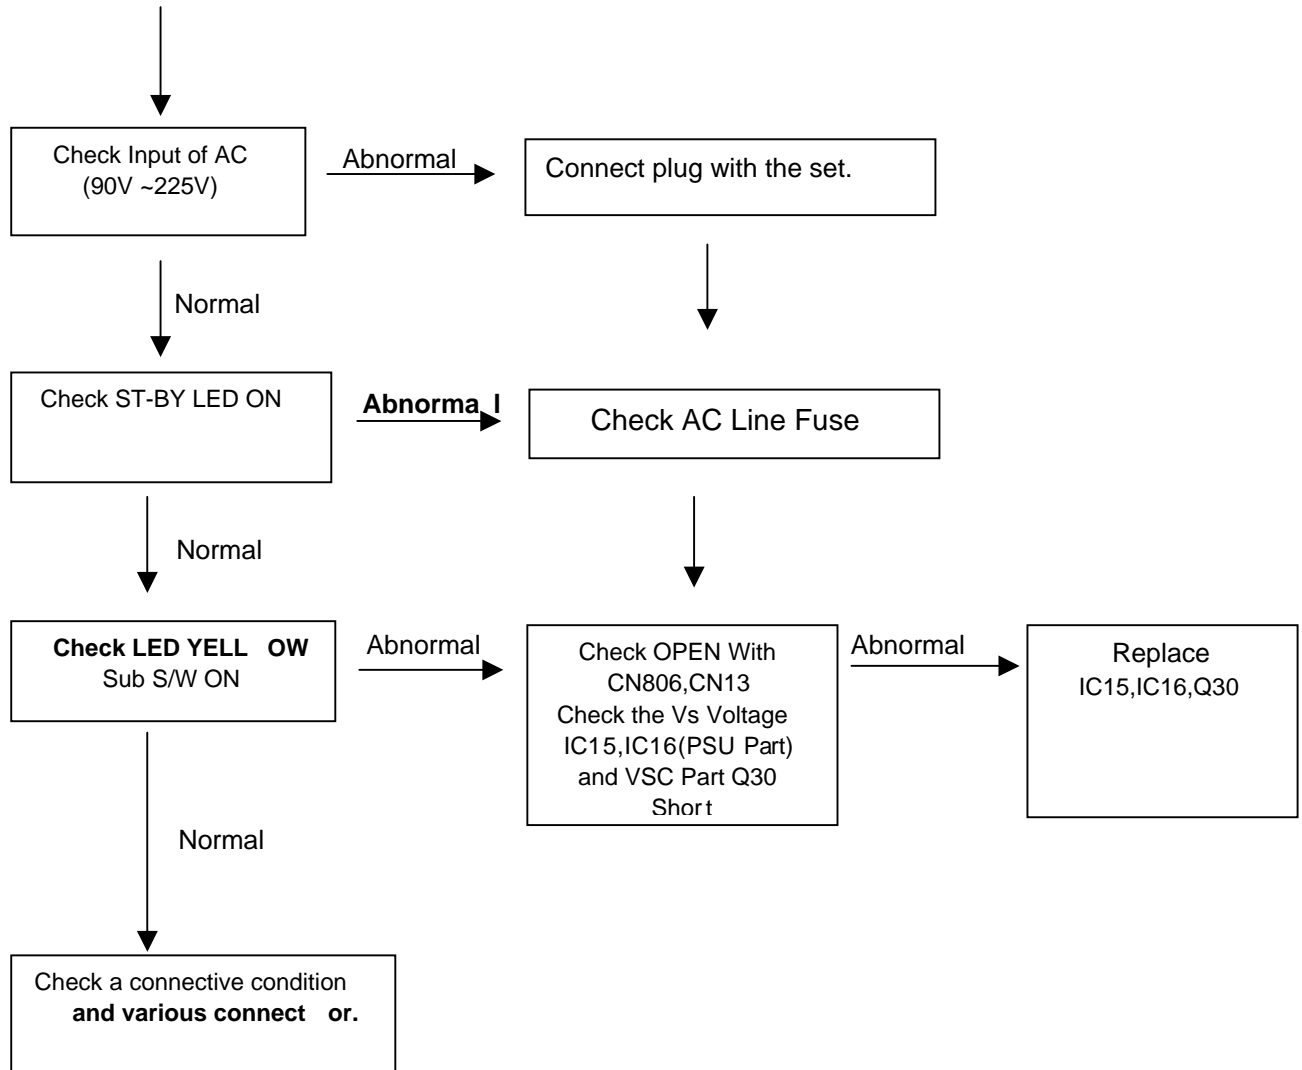 Check Input of AC
(90V ~225V)
Abnormal
Connect plug with the set.
Normal
Check ST-BY LED ON
Abnorma l
Check AC Line Fuse
Normal
Check LED YELL OW
Sub S/W ON
Abnormal
Check OPEN With
CN806,CN13
Check the Vs Voltage
IC15,IC16(PSU Part)
and VSC Part Q30
Short
Abnormal
Replace
IC15,IC16,Q30
Normal
Check a connective condition
and various connect or.